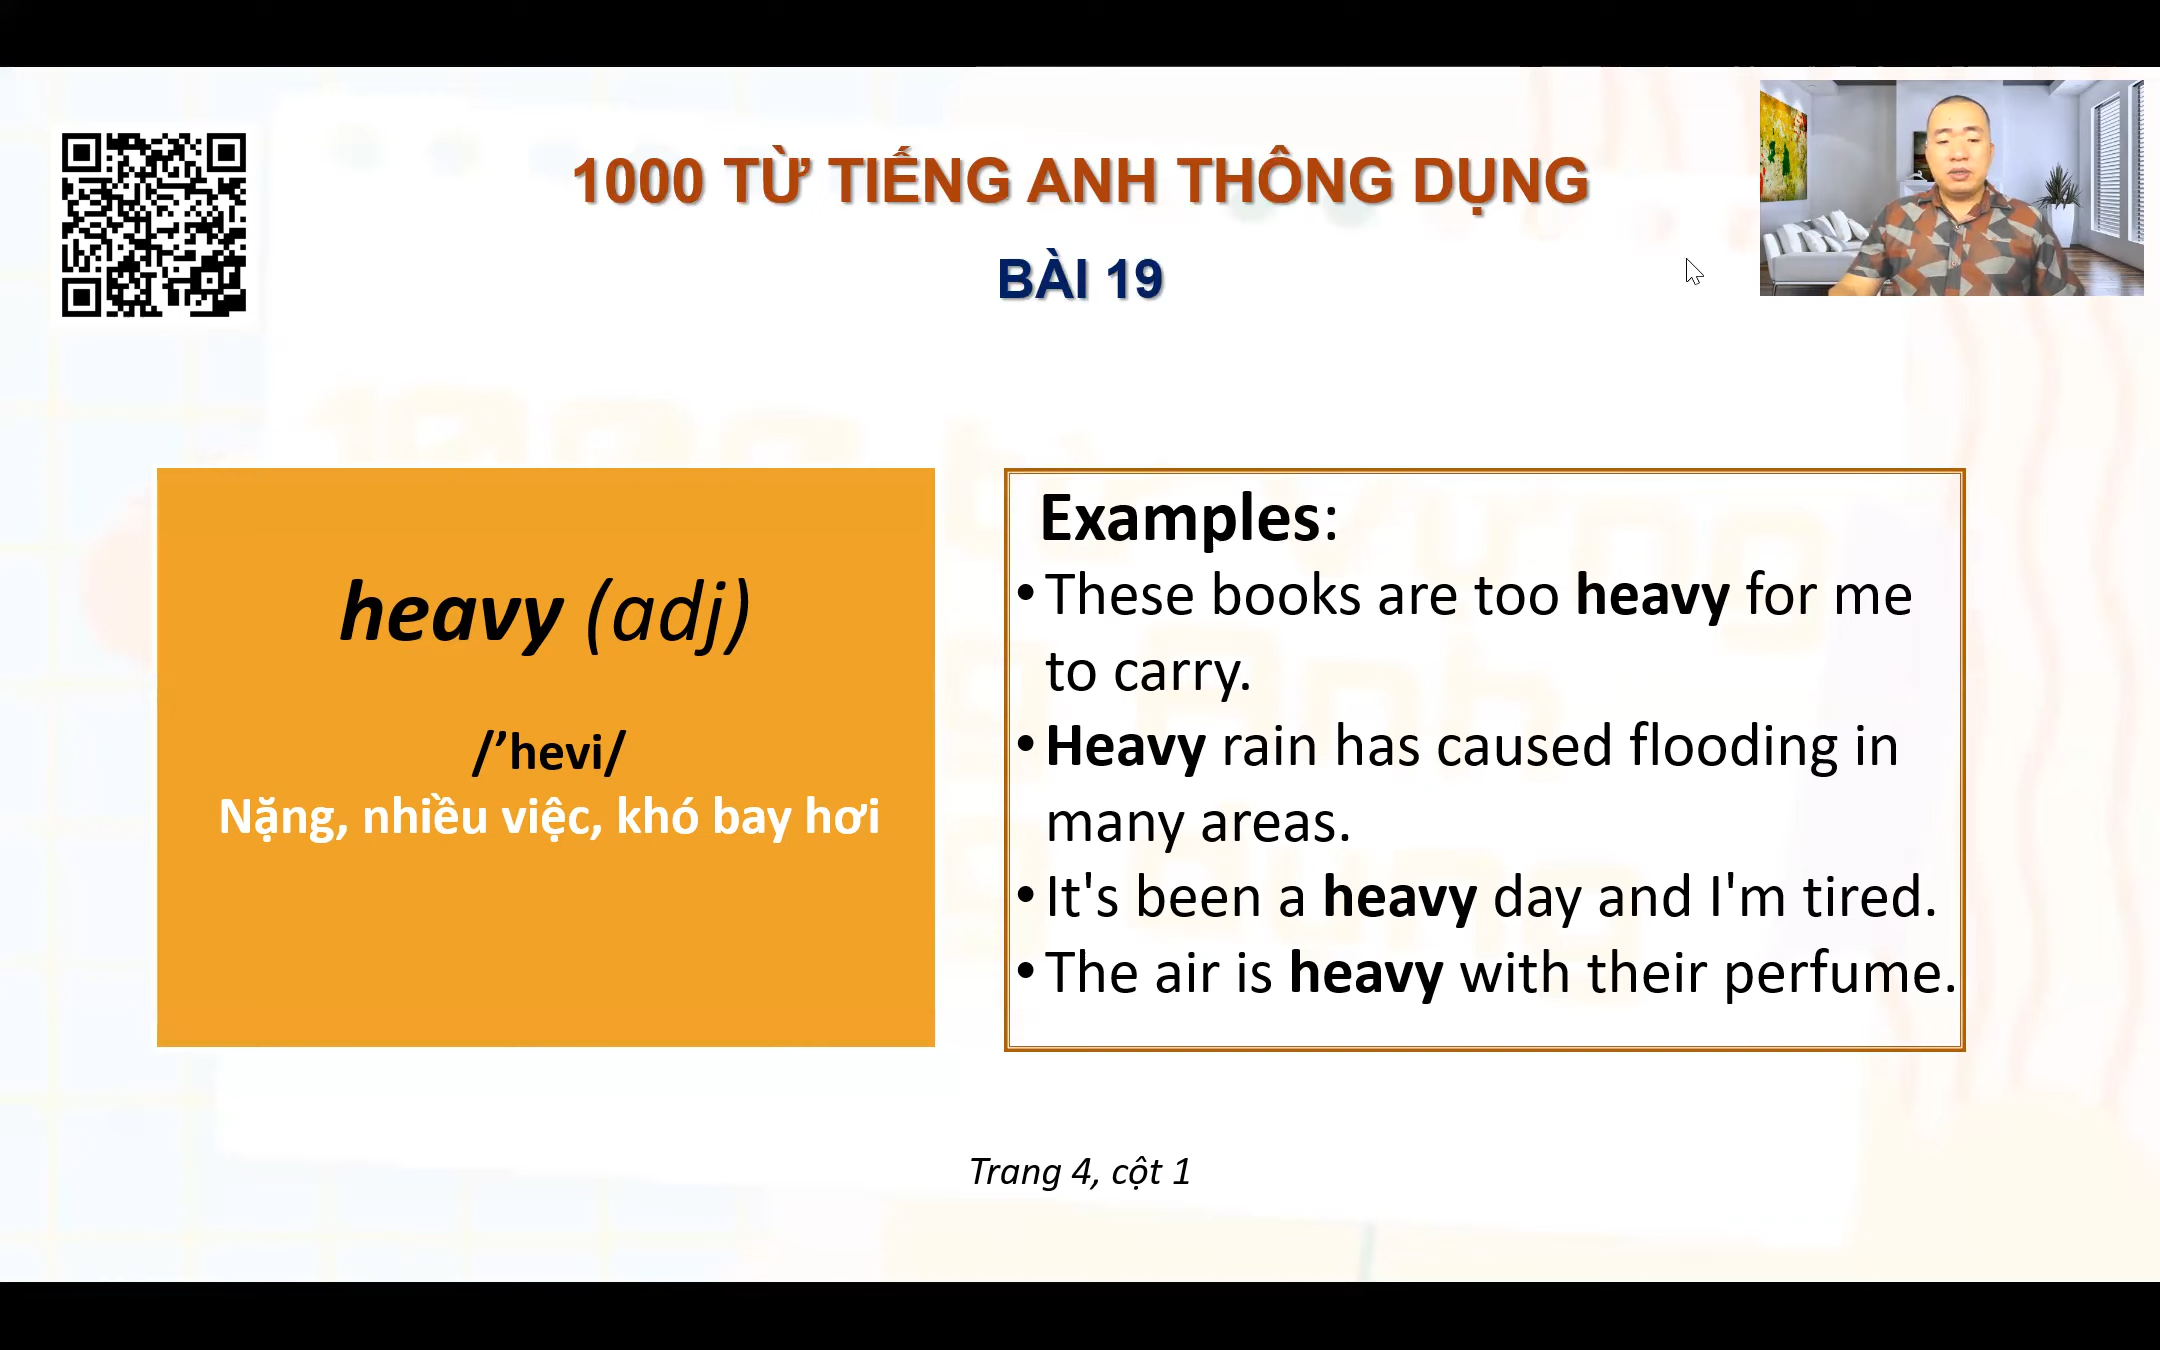 1000 TỪ TIẾNG ANH THÔNG DỤNG
BÀI 19
heavy (adj)
/’hevi/
Nặng, nhiều việc, khó bay hơi
Examples:
•These books are too heavy for me
to carry.
•Heavy rain has caused flooding in
many areas.
•It's been a heavy day and I'm tired.
•The air is heavy with their perfume.
Trang 4, cột 1